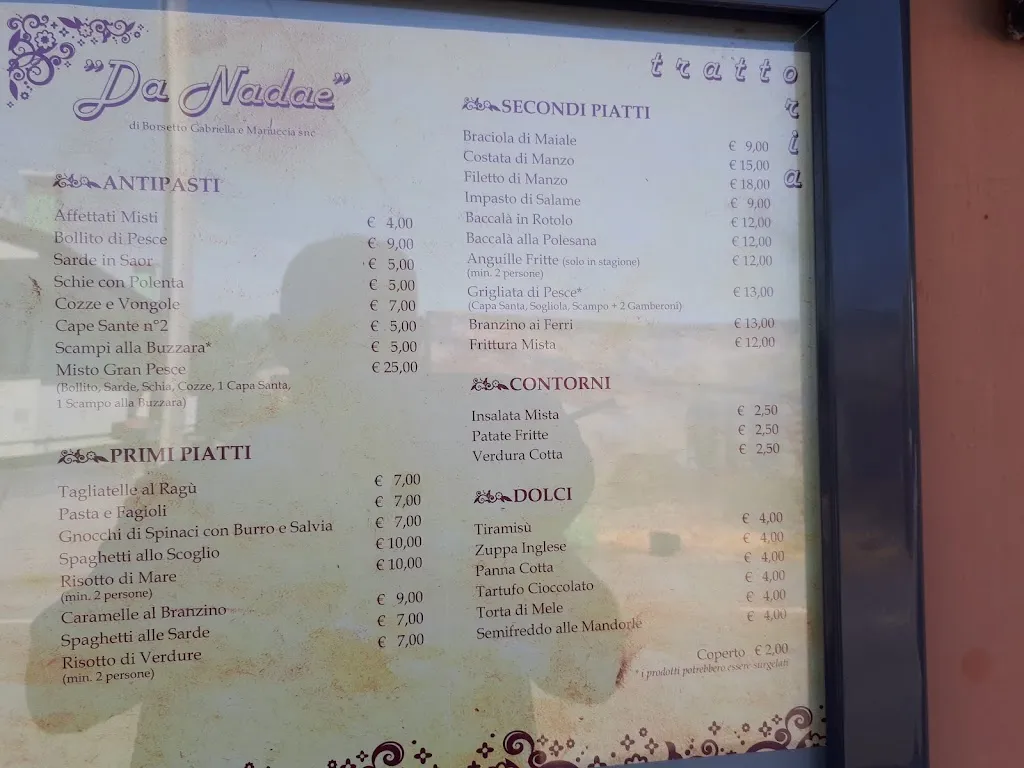 "Da Nadae"
di Borsetto Gabriella e Mariuccia snc
trattoria
ANTIPASTI
Affettati Misti € 4,00
Bollito di Pesce € 9,00
Sarde in Saor € 5,00
Schie con Polenta € 5,00
Cozze e Vongole € 7,00
Cape Sante n°2 € 5,00
Scampi alla Buzzara* € 5,00
Misto Gran Pesce € 25,00
(Bollito, Sarde, Schia, Cozze, 1 Capa Santa,
1 Scampo alla Buzzara)
PRIMI PIATTI
Tagliatelle al Ragù € 7,00
Pasta e Fagioli € 7,00
Gnocchi di Spinaci con Burro e Salvia € 7,00
Spaghetti allo Scoglio € 10,00
Risotto di Mare € 10,00
(min. 2 persone)
Caramelle al Branzino € 9,00
Spaghetti alle Sarde € 7,00
Risotto di Verdure € 7,00
(min. 2 persone)
SECONDI PIATTI
Braciola di Maiale € 9,00
Costata di Manzo € 15,00
Filetto di Manzo € 18,00
Impasto di Salame € 9,00
Baccalà in Rotolo € 12,00
Baccalà alla Polesana € 12,00
Anguille Fritte (solo in stagione) € 12,00
(min. 2 persone)
Grigliata di Pesce* € 13,00
(Capa Santa, Sogliola, Scampo + 2 Gamberoni)
Branzino ai Ferri € 13,00
Frittura Mista € 12,00
CONTORNI
Insalata Mista € 2,50
Patate Fritte € 2,50
Verdura Cotta € 2,50
DOLCI
Tiramisù € 4,00
Zuppa Inglese € 4,00
Panna Cotta € 4,00
Tartufo Cioccolato € 4,00
Torta di Mele € 4,00
Semifreddo alle Mandorle € 4,00
Coperto € 2,00
* i prodotti potrebbero essere surgelati